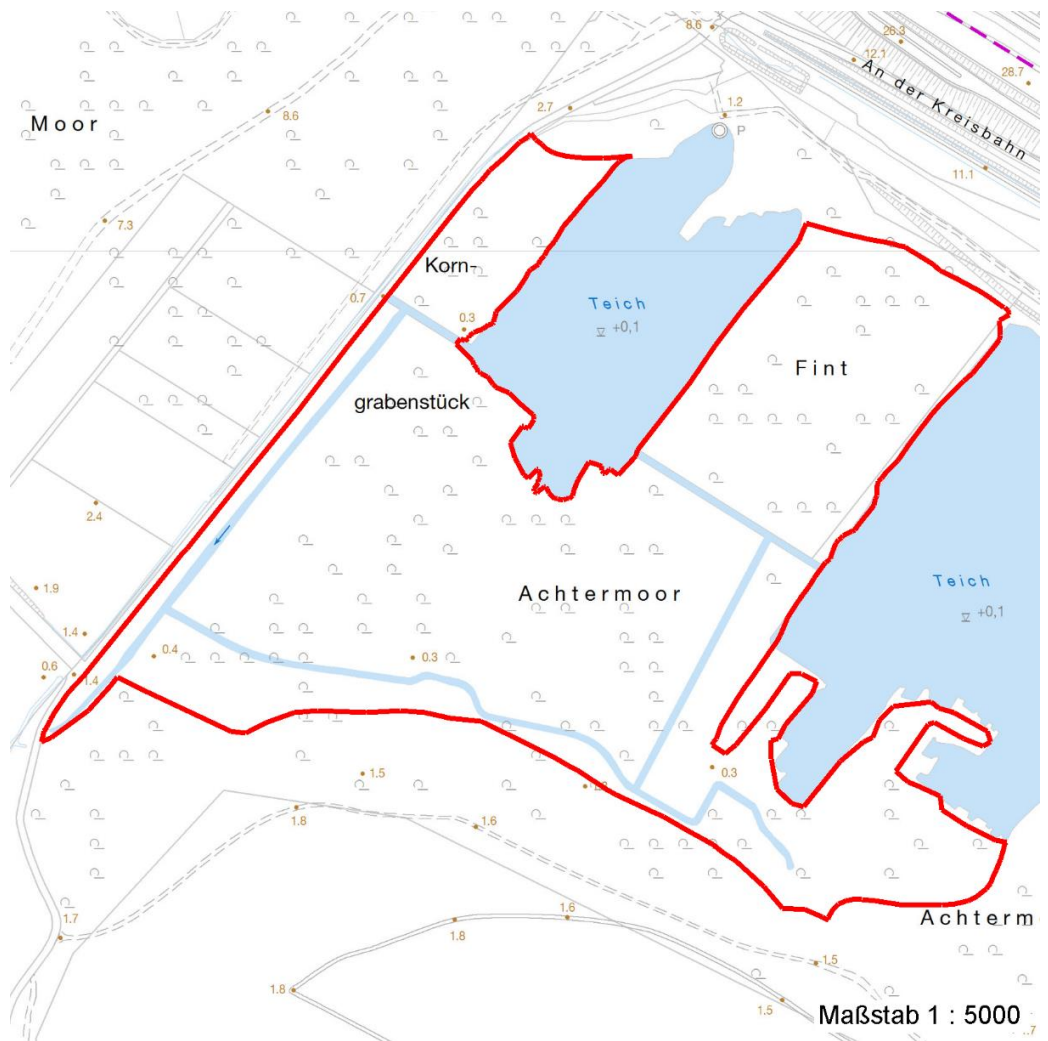 8.6
26.3
12.1
28.7
An der Kreisbahn
2.7
1.2
8.6
P
Moor
11.1
7.3
Korn-
0.7
Teich
0.3
+0,1
Fint
grabenstück
2.4
1.9
Achtermoor
Teich
+0,1
1.4
0.4
0.3
0.6
1.4
0.3
1.5
1.8
1.6
1.7
1.6
1.8
Achterm
1.5
1.8
1.5
Maßstab 1 : 5000